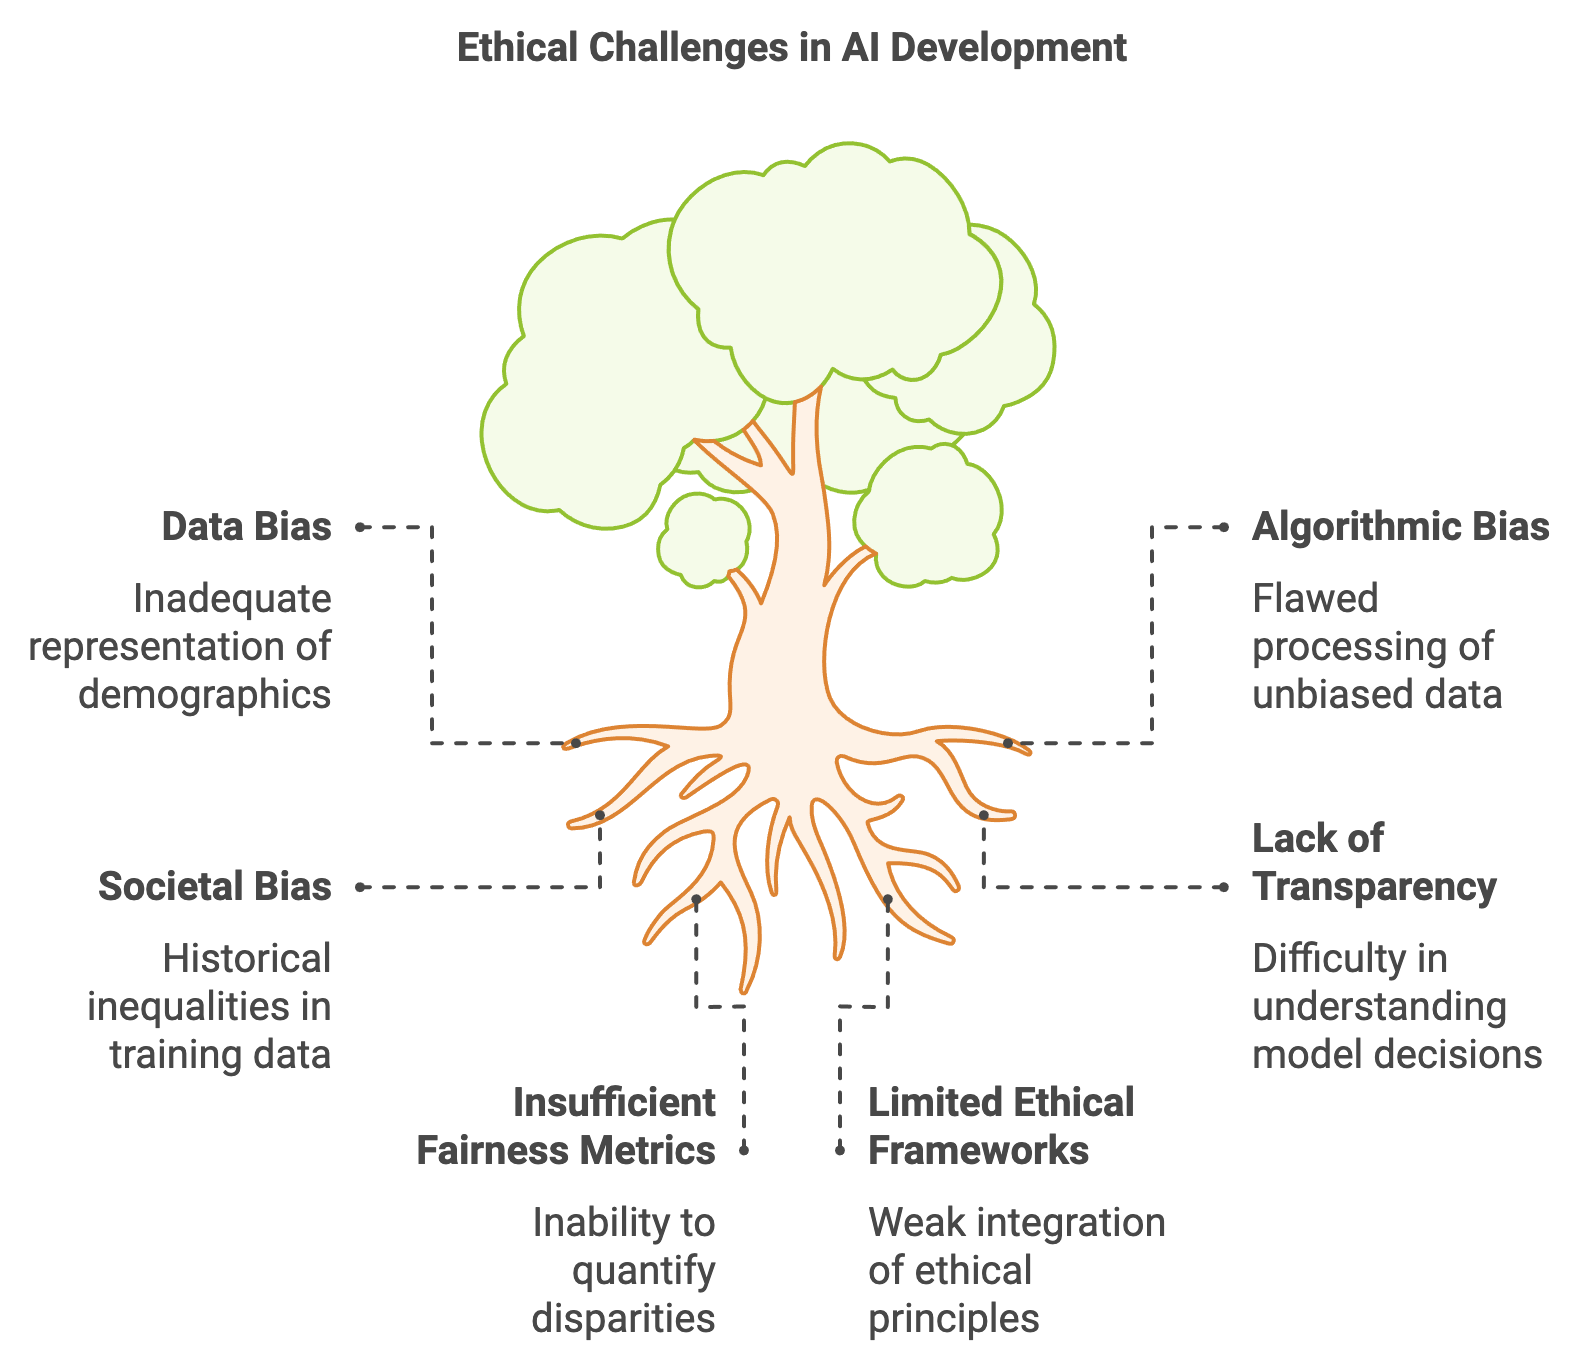 Ethical Challenges in AI Development
Data Bias
Inadequate
representation of
demographics
Algorithmic Bias
Flawed
processing of
unbiased data
Societal Bias
Historical
inequalities in
training data
Lack of
Transparency
Difficulty in
understanding
model decisions
Insufficient
Fairness Metrics
Inability to
quantify
disparities
Limited Ethical
Frameworks
Weak integration
of ethical
principles